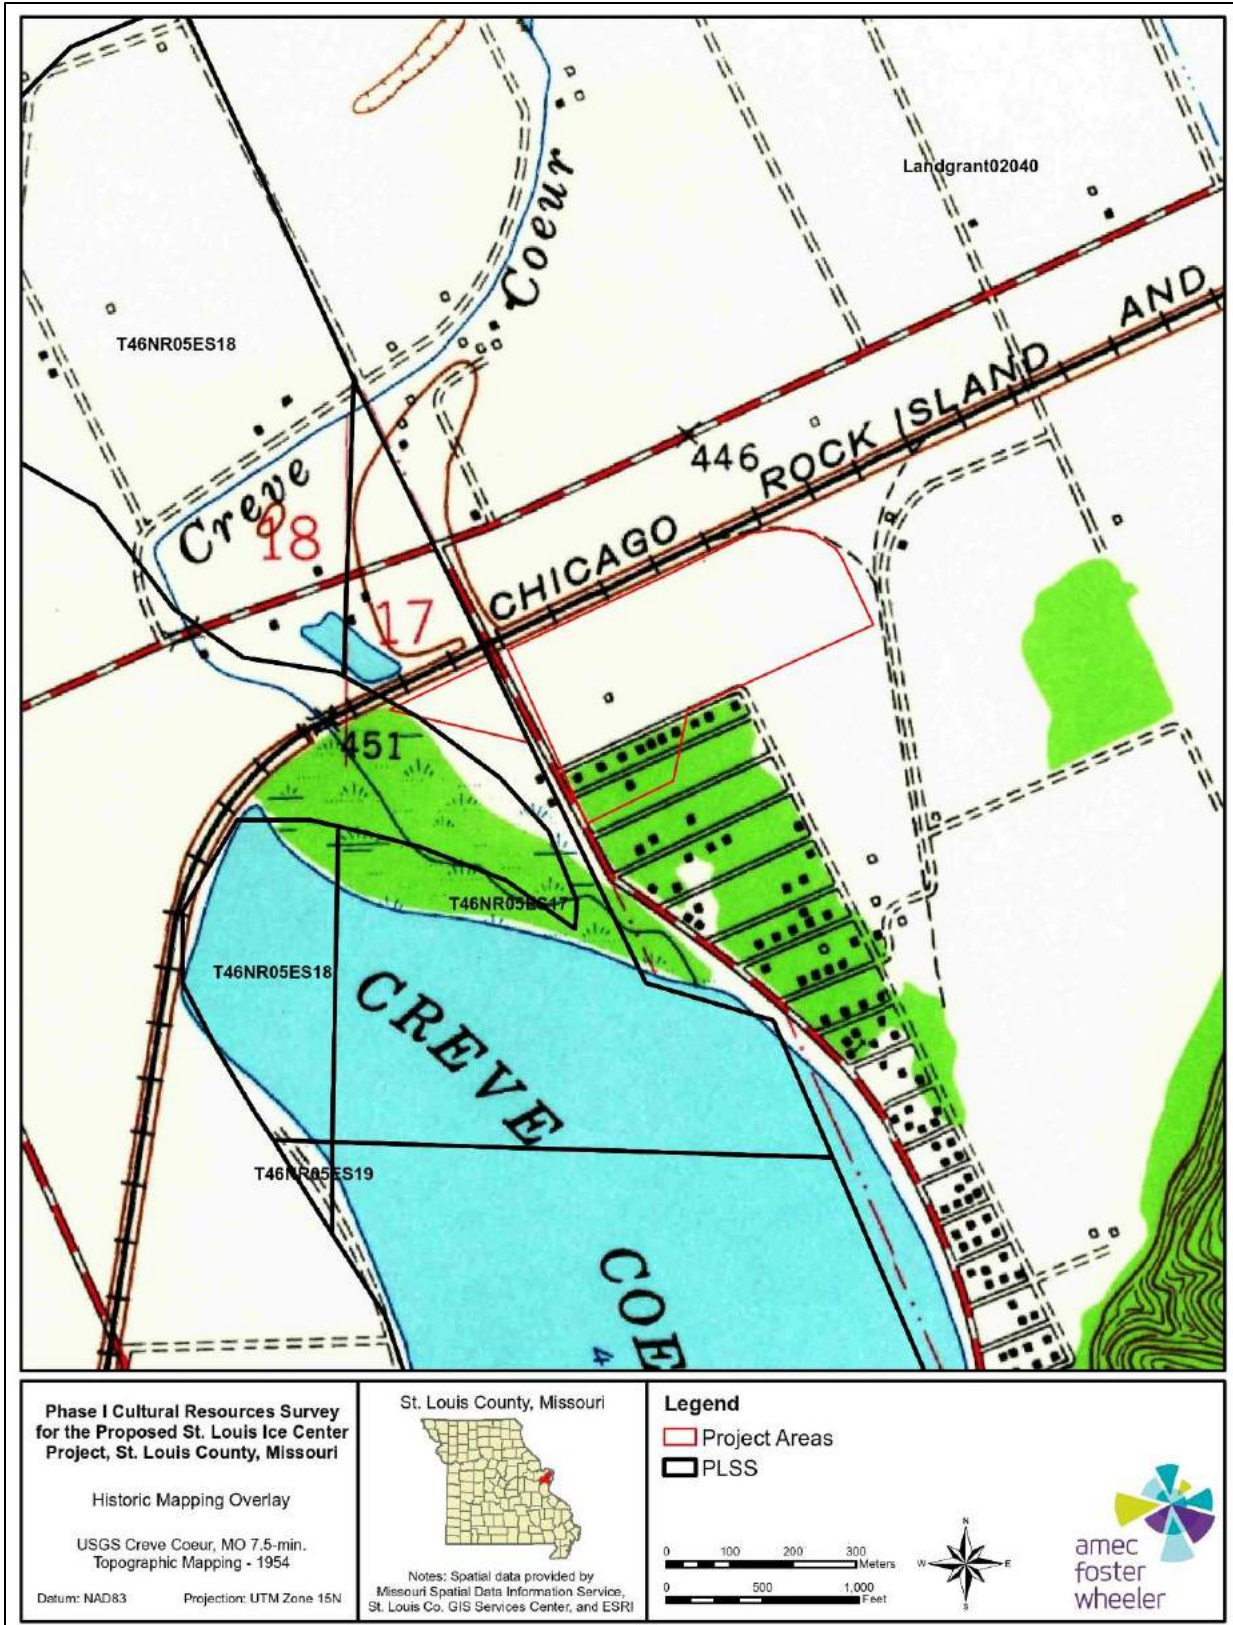 Coeur
Landgrant02040
AND
T46NR05ES18
ROCK ISLAND
446
Creve
18
CHICAGO
17
451
T46NR05ES17
T46NR05ES18
CREVE
T46NR05ES19
COE
4
Phase I Cultural Resources Survey
for the Proposed St. Louis Ice Center
Project, St. Louis County, Missouri
Historic Mapping Overlay
USGS Creve Coeur, MO 7.5-min.
Topographic Mapping - 1954
Datum: NAD83 Projection: UTM Zone 15N
St. Louis County, Missouri
Notes: Spatial data provided by
Missouri Spatial Data Information Service,
St. Louis Co. GIS Services Center, and ESRI
Legend
Project Areas
PLSS
0 100 200 300
Meters
0 500 1,000
Feet
N
W E
S
amec
foster
wheeler